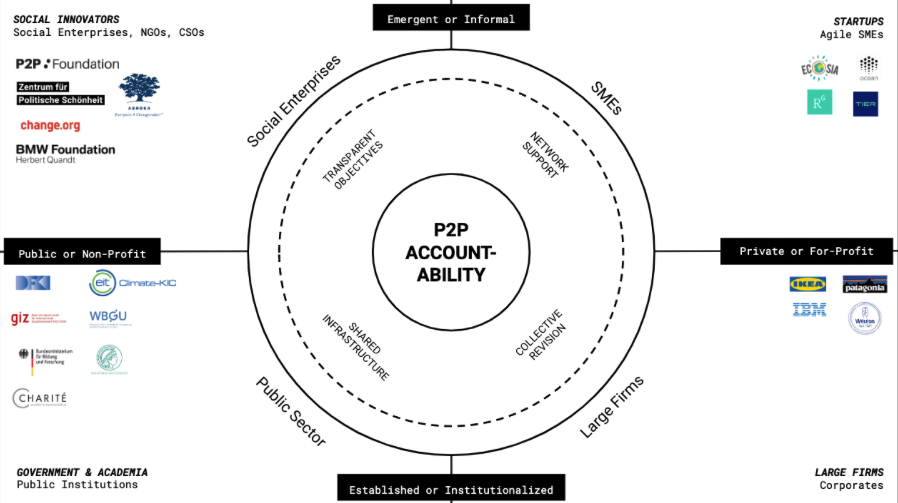 SOCIAL INNOVATORS
Social Enterprises, NGOs, CSOs
P2P Foundation
Zentrum für
Politische Schönheit
ASHOKA
change.org
BMW Foundation
Herbert Quandt
Emergent or Informal
STARTUPS
Agile SMEs
ECOSIA
ocean
TIER
Social Enterprises
SMEs
TRANSPARENT
OBJECTIVES
NETWORK
SUPPORT
P2P
ACCOUNT-
ABILITY
Public or Non-Profit
Private or For-Profit
DFKI
eit Climate-KIC
giz
WBGU
Bundesministerium
für Bildung
und Forschung
CHARITÉ
IKEA
patagonia
IBM
SHARED
INFRASTRUCTURE
COLLECTIVE
REVISION
Public Sector
Large Firms
GOVERNMENT & ACADEMIA
Public Institutions
Established or Institutionalized
LARGE FIRMS
Corporates